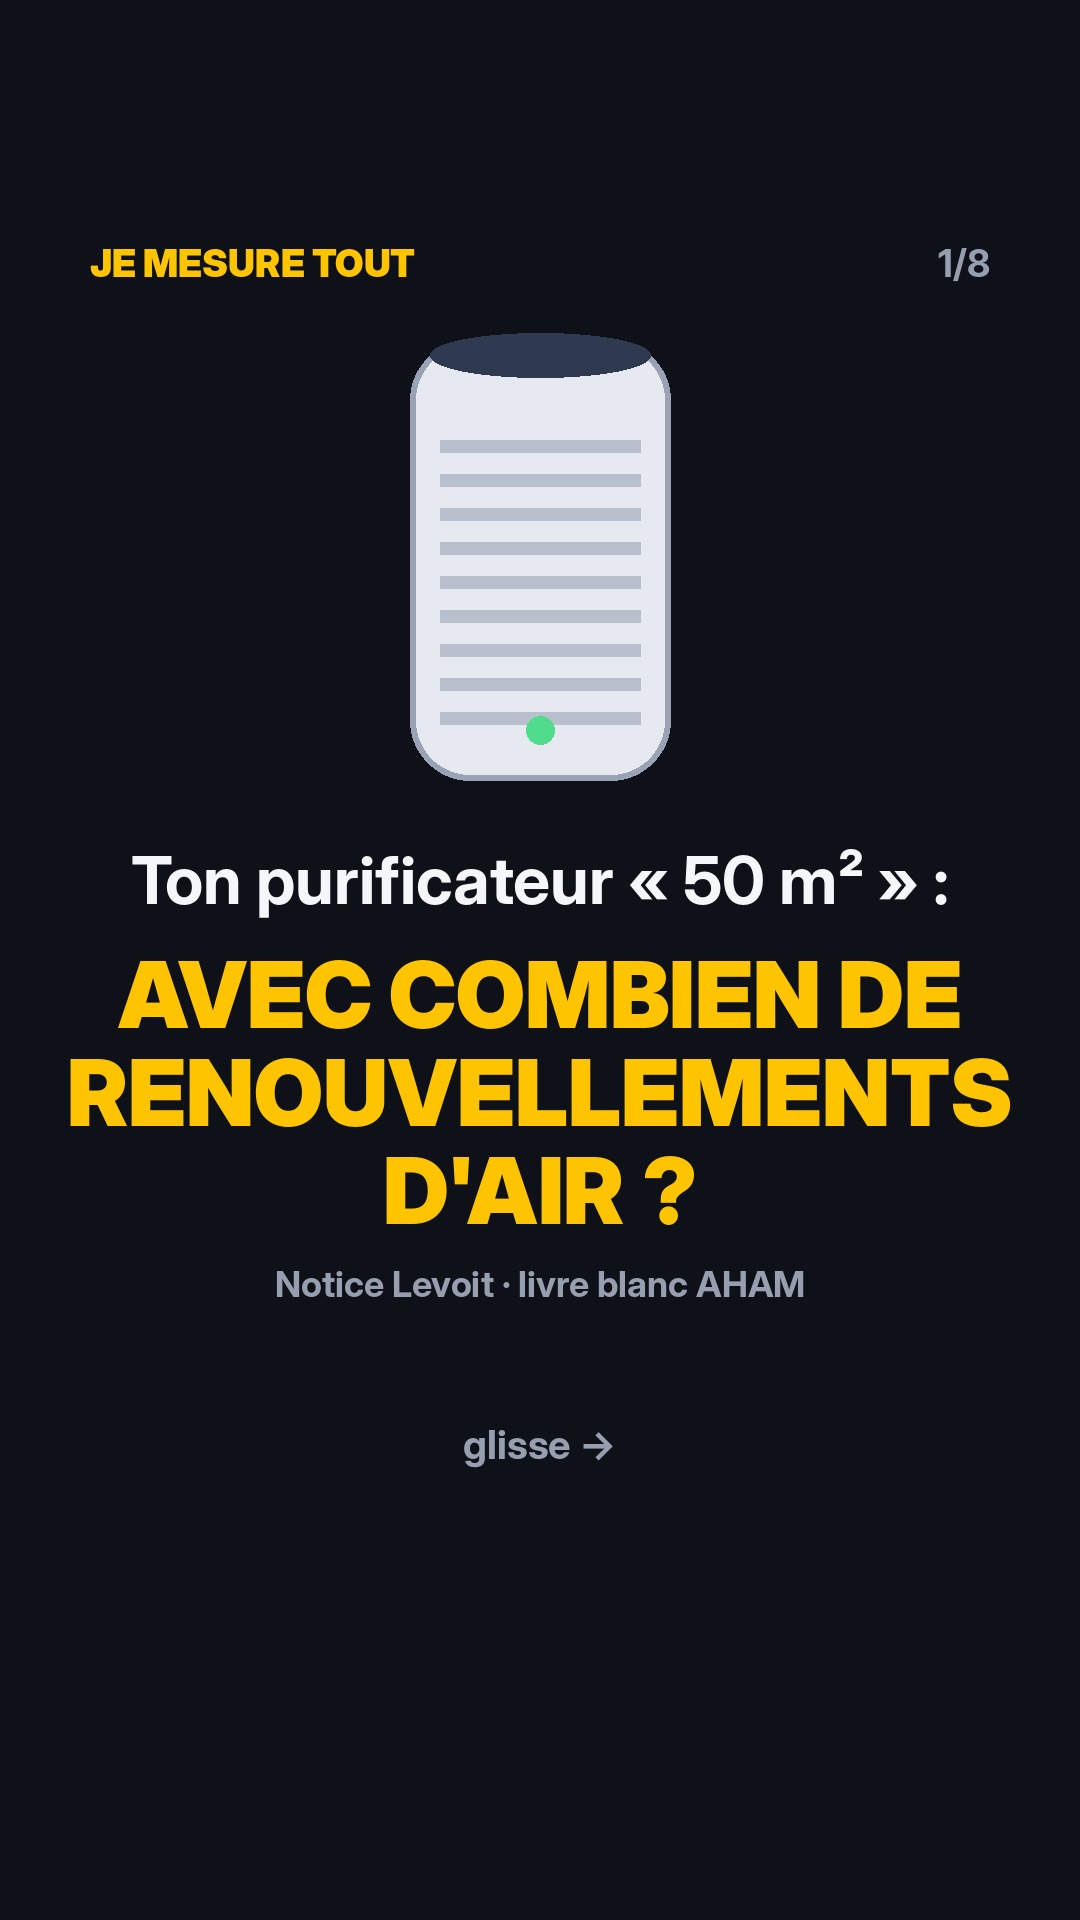 JE MESURE TOUT
1/8
Ton purificateur « 50 m² » :
AVEC COMBIEN DE
RENOUVELLEMENTS
D'AIR ?
Notice Levoit · livre blanc AHAM
glisse →